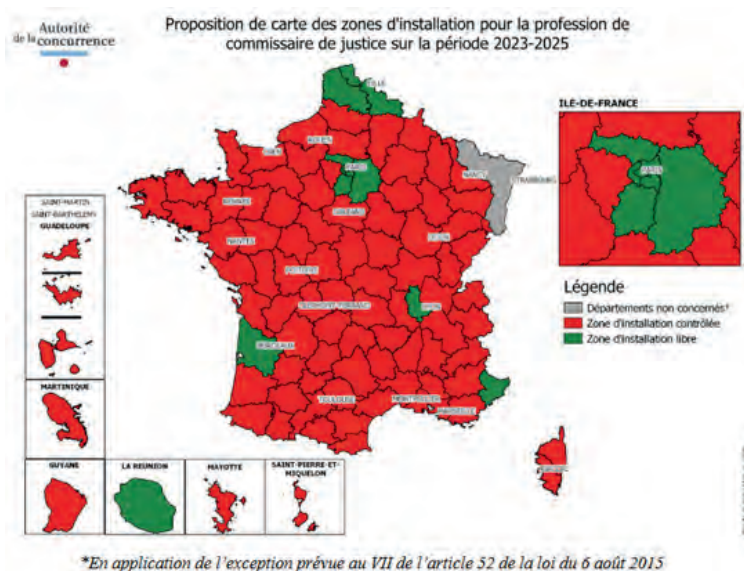 Autorité
de la concurrence
Proposition de carte des zones d'installation pour la profession de
commissaire de justice sur la période 2023-2025
LILLE
ROUEN
CAEN
PARIS
NANCY
STRASBOURG
RENNES
ORLEANS
NANTES
DIJON
POITIERS
CLERMONT-FERRAND
LYON
BORDEAUX
TOULOUSE
MONTPELLIER
MARSEILLE
ILE-DE-FRANCE
PARIS
Légende
Départements non concernés*
Zone d'installation contrôlée
Zone d'installation libre
SAINT-MARTIN
SAINT-BARTHELEMY
GUADELOUPE
MARTINIQUE
GUYANE
LA REUNION
MAYOTTE
SAINT-PIERRE-ET-
MIQUELON
*En application de l'exception prévue au VII de l'article 52 de la loi du 6 août 2015